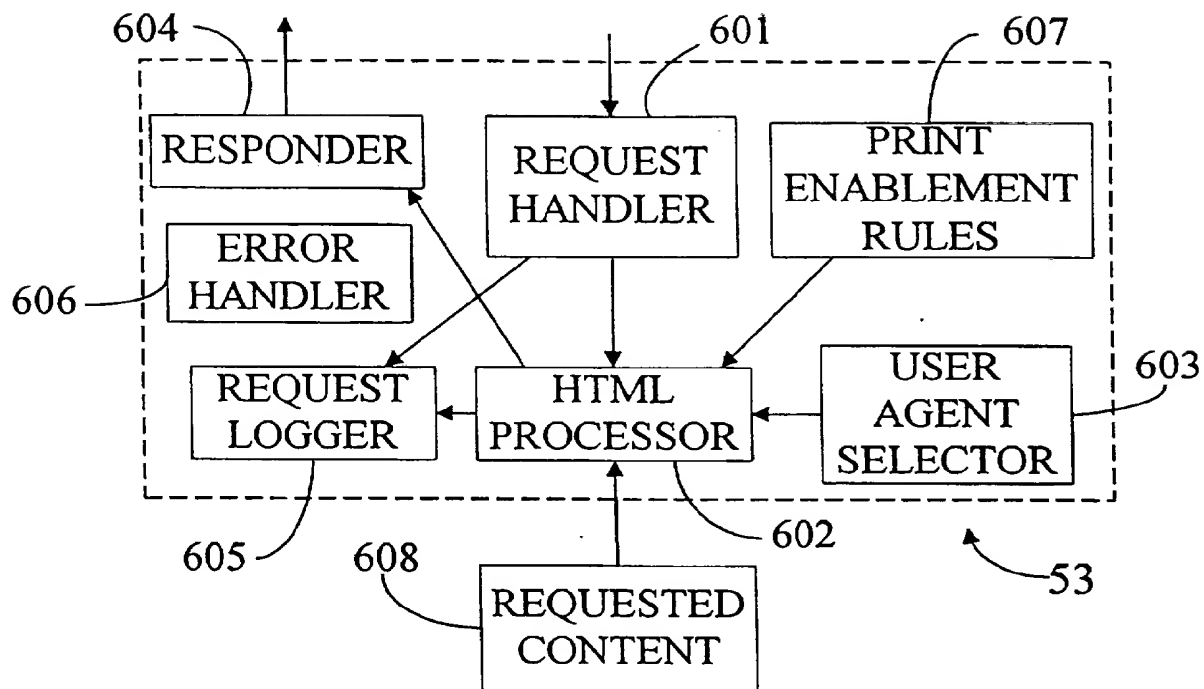 604
601
607
RESPONDER
REQUEST
HANDLER
PRINT
ENABLEMENT
RULES
ERROR
HANDLER
606
REQUEST
LOGGER
HTML
PROCESSOR
USER
AGENT
SELECTOR
603
605
608
602
53
REQUESTED
CONTENT